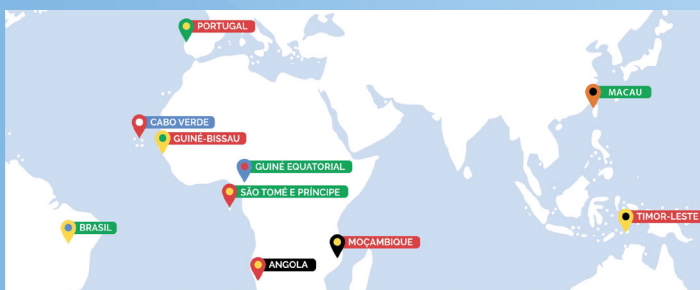 PORTUGAL
MACAU
CABO VERDE
GUINÉ-BISSAU
GUINÉ EQUATORIAL
SÃO TOMÉ E PRÍNCIPE
TIMOR-LESTE
BRASIL
MOÇAMBIQUE
ANGOLA